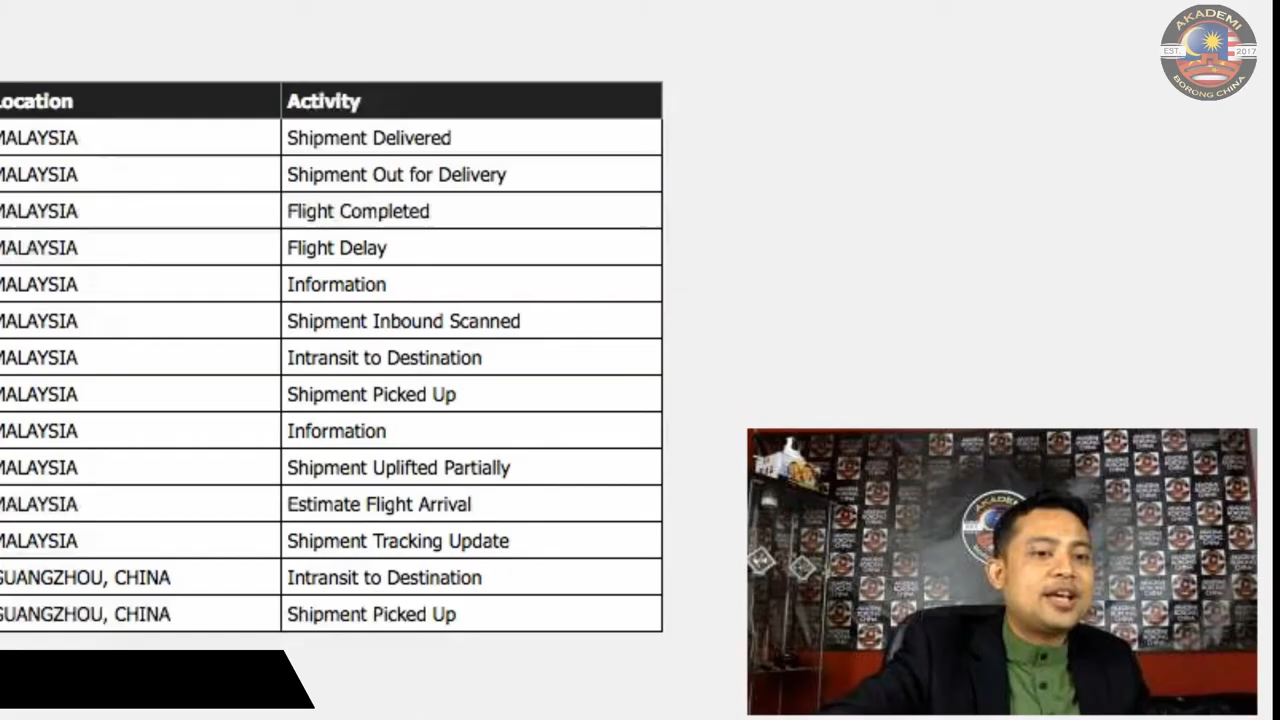 AKADEMI
EST. 2017
BORONG CHINA
Location Activity
MALAYSIA Shipment Delivered
MALAYSIA Shipment Out for Delivery
MALAYSIA Flight Completed
MALAYSIA Flight Delay
MALAYSIA Information
MALAYSIA Shipment Inbound Scanned
MALAYSIA Intransit to Destination
MALAYSIA Shipment Picked Up
MALAYSIA Information
MALAYSIA Shipment Uplifted Partially
MALAYSIA Estimate Flight Arrival
MALAYSIA Shipment Tracking Update
GUANGZHOU, CHINA Intransit to Destination
GUANGZHOU, CHINA Shipment Picked Up
AKADEMI
BORONG
CHINA